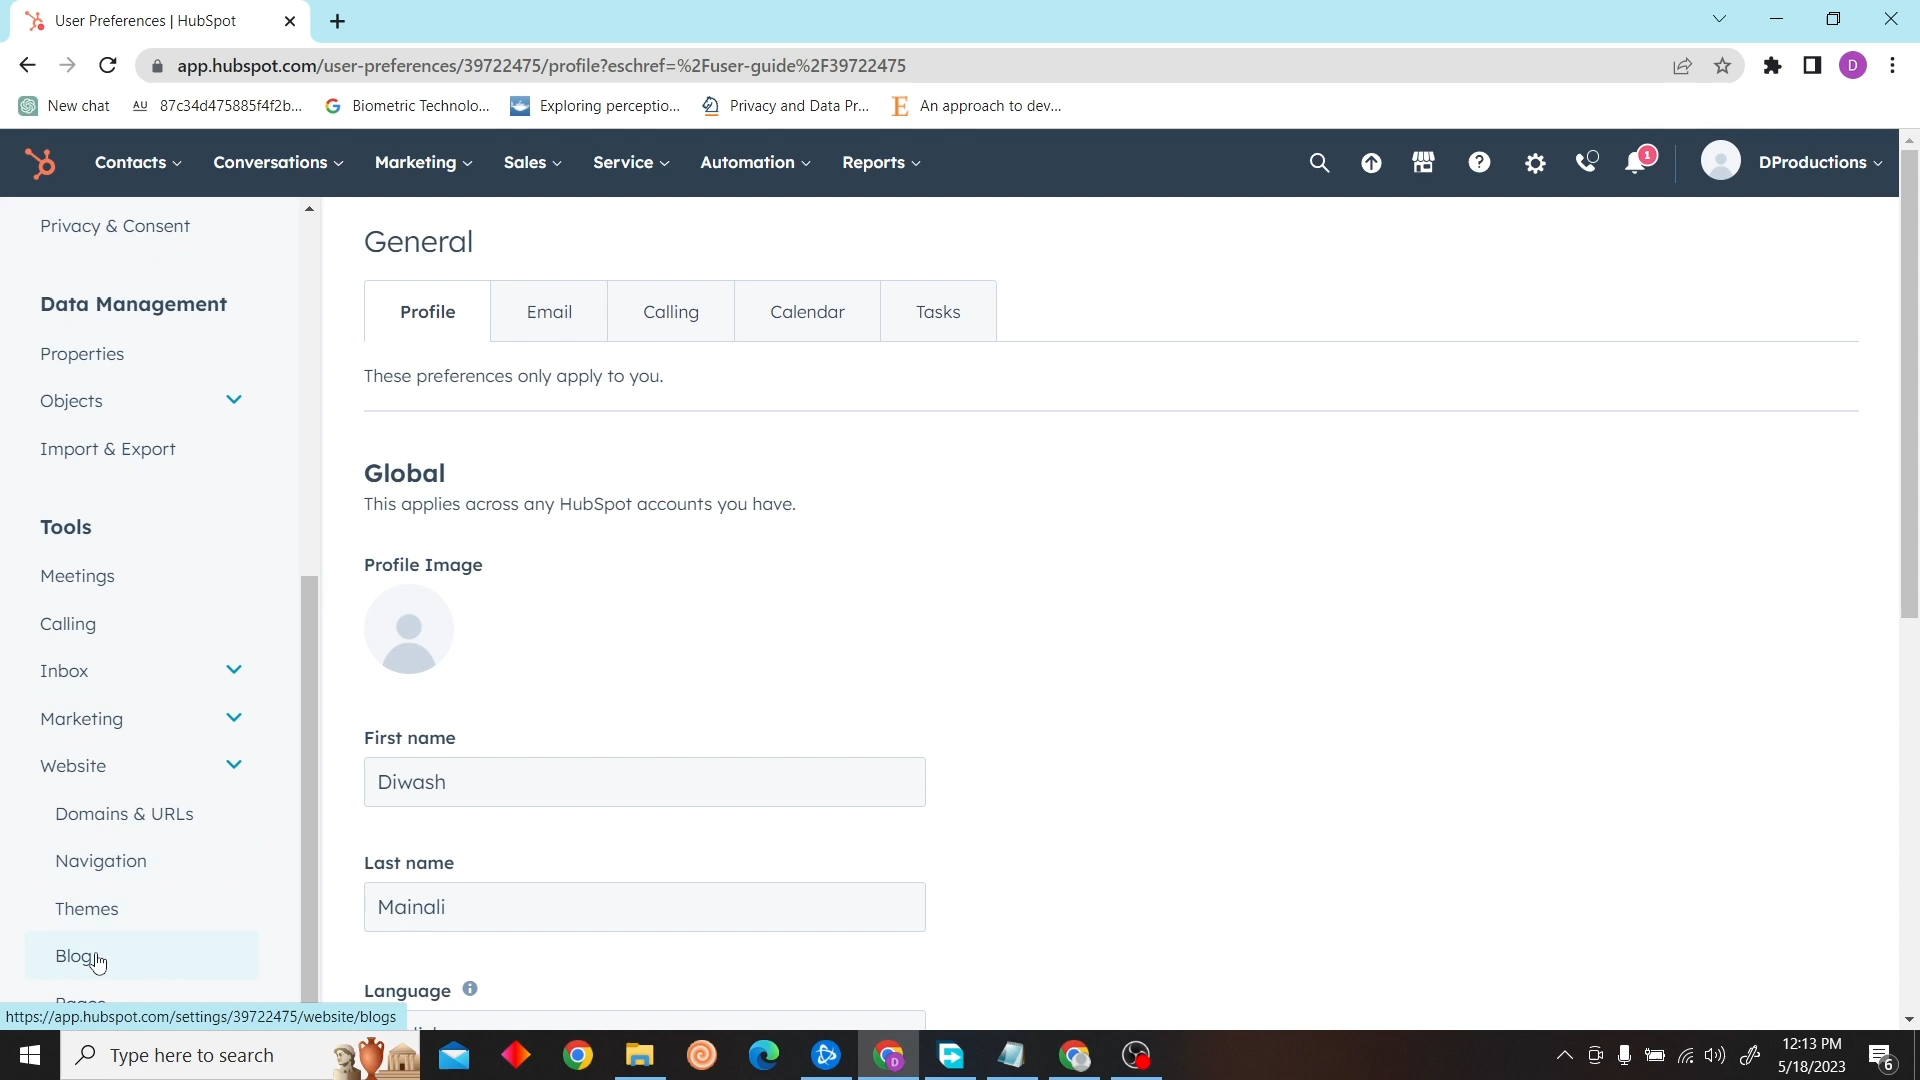 User Preferences | HubSpot
app.hubspot.com/user-preferences/39722475/profile?eschref=%2Fuser-guide%2F39722475
D
New chat
AU 87c34d475885f4f2b...
Biometric Technolo...
Exploring perceptio...
Privacy and Data Pr...
E An approach to dev...
Contacts
Conversations
Marketing
Sales
Service
Automation
Reports
1
DProductions
Privacy & Consent
Data Management
Properties
Objects
Import & Export
Tools
Meetings
Calling
Inbox
Marketing
Website
Domains & URLs
Navigation
Themes
Blog
Pages
General
Profile
Email
Calling
Calendar
Tasks
These preferences only apply to you.
Global
This applies across any HubSpot accounts you have.
Profile Image
First name
Diwash
Last name
Mainali
Language
https://app.hubspot.com/settings/39722475/website/blogs
Type here to search
D
12:13 PM
5/18/2023
6